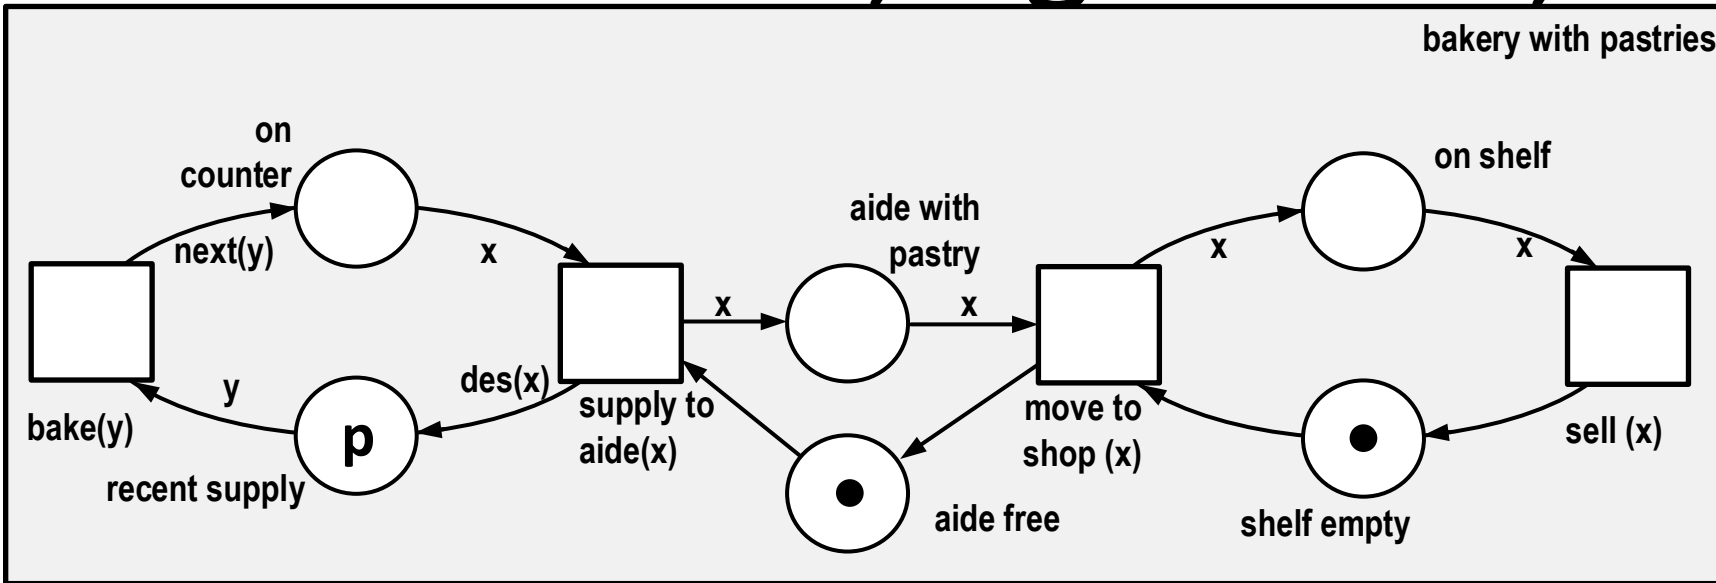 bakery with pastries
on
counter
next(y)
x
bake(y)
y
p
recent supply
des(x)
supply to
aide(x)
x
aide with
pastry
x
aide free
move to
shop (x)
x
on shelf
x
shelf empty
sell (x)